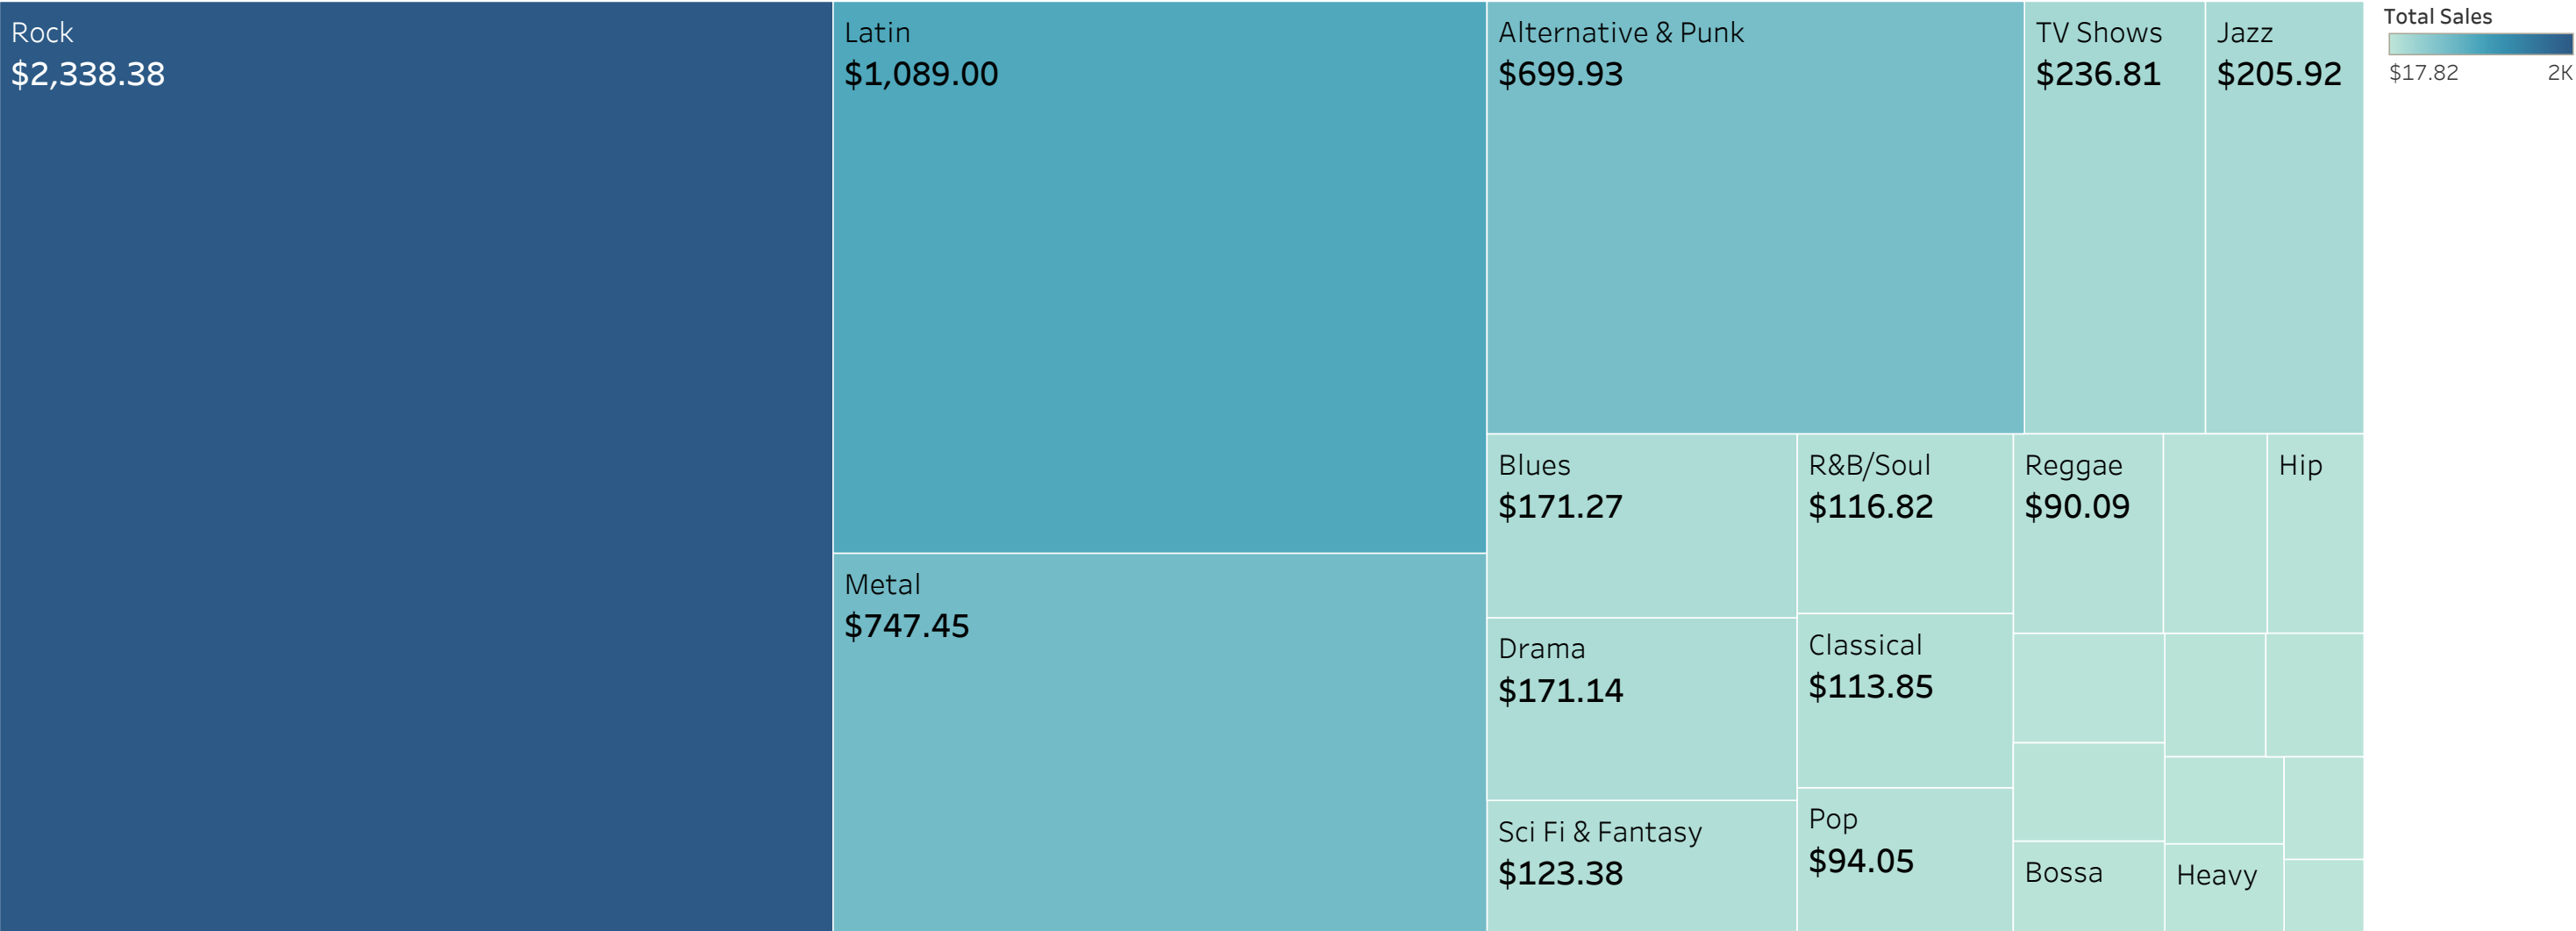 Rock
$2,338.38
Latin
$1,089.00
Metal
$747.45
Alternative & Punk
$699.93
TV Shows
$236.81
Jazz
$205.92
Blues
$171.27
Drama
$171.14
Sci Fi & Fantasy
$123.38
R&B/Soul
$116.82
Classical
$113.85
Pop
$94.05
Reggae
$90.09
Hip
Bossa
Heavy
Total Sales
$17.82 2K